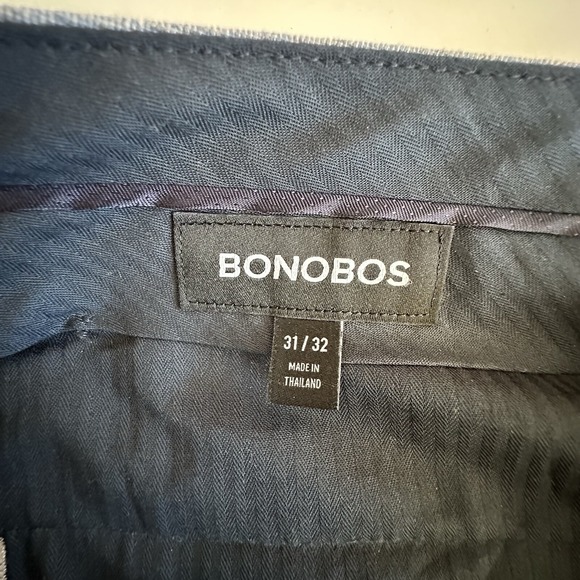 BONOBOS
31 / 32
MADE IN
THAILAND